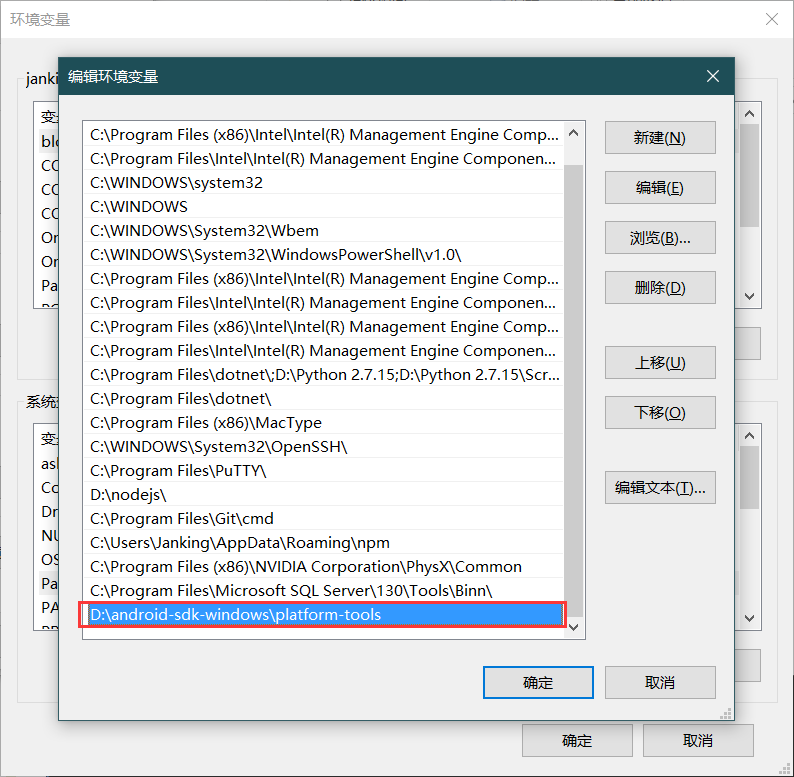 环境变量
janki
变
blo
CC
CC
CC
Or
Or
Pa
系统变
变
asl
Co
Dr
NU
OS
Pa
PA
编辑环境变量
C:\Program Files (x86)\Intel\Intel(R) Management Engine Comp...
C:\Program Files\Intel\Intel(R) Management Engine Componen...
C:\WINDOWS\system32
C:\WINDOWS
C:\WINDOWS\System32\Wbem
C:\WINDOWS\System32\WindowsPowerShell\v1.0\
C:\Program Files (x86)\Intel\Intel(R) Management Engine Comp...
C:\Program Files\Intel\Intel(R) Management Engine Componen...
C:\Program Files (x86)\Intel\Intel(R) Management Engine Comp...
C:\Program Files\Intel\Intel(R) Management Engine Componen...
C:\Program Files\dotnet\;D:\Python 2.7.15;D:\Python 2.7.15\Scr...
C:\Program Files\dotnet\
C:\Program Files (x86)\MacType
C:\WINDOWS\System32\OpenSSH\
C:\Program Files\PuTTY\
D:\nodejs\
C:\Program Files\Git\cmd
C:\Users\Janking\AppData\Roaming\npm
C:\Program Files (x86)\NVIDIA Corporation\PhysX\Common
C:\Program Files\Microsoft SQL Server\130\Tools\Binn\
D:\android-sdk-windows\platform-tools
新建(N)
编辑(E)
浏览(B)...
删除(D)
上移(U)
下移(O)
编辑文本(T)...
确定
取消
确定
取消